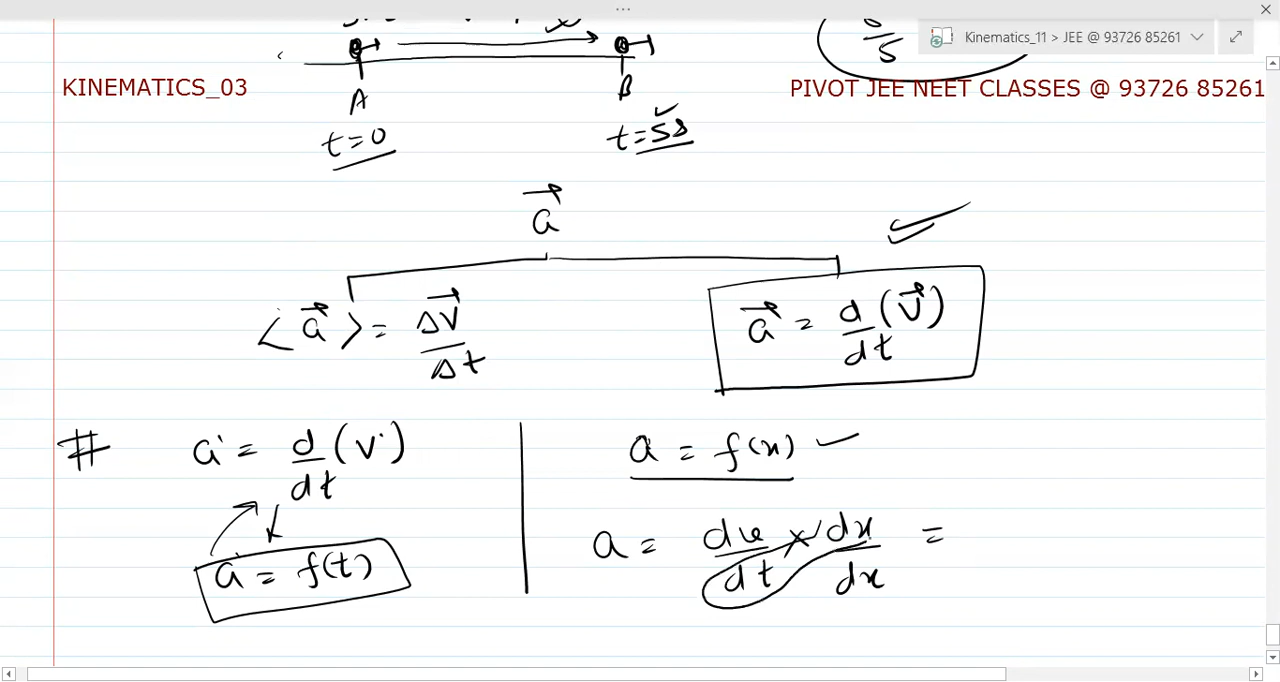 Kinematics_11 > JEE @ 93726 85261
5
KINEMATICS_03
PIVOT JEE NEET CLASSES @ 93726 85261
A
B
t=0
t=5s
a⃗
<a⃗> = Δv⃗/Δt
a⃗ = d/dt (v⃗)
# a = d/dt (v)
a = f(x)
a = dv/dt × dx/dx =
a = f(t)